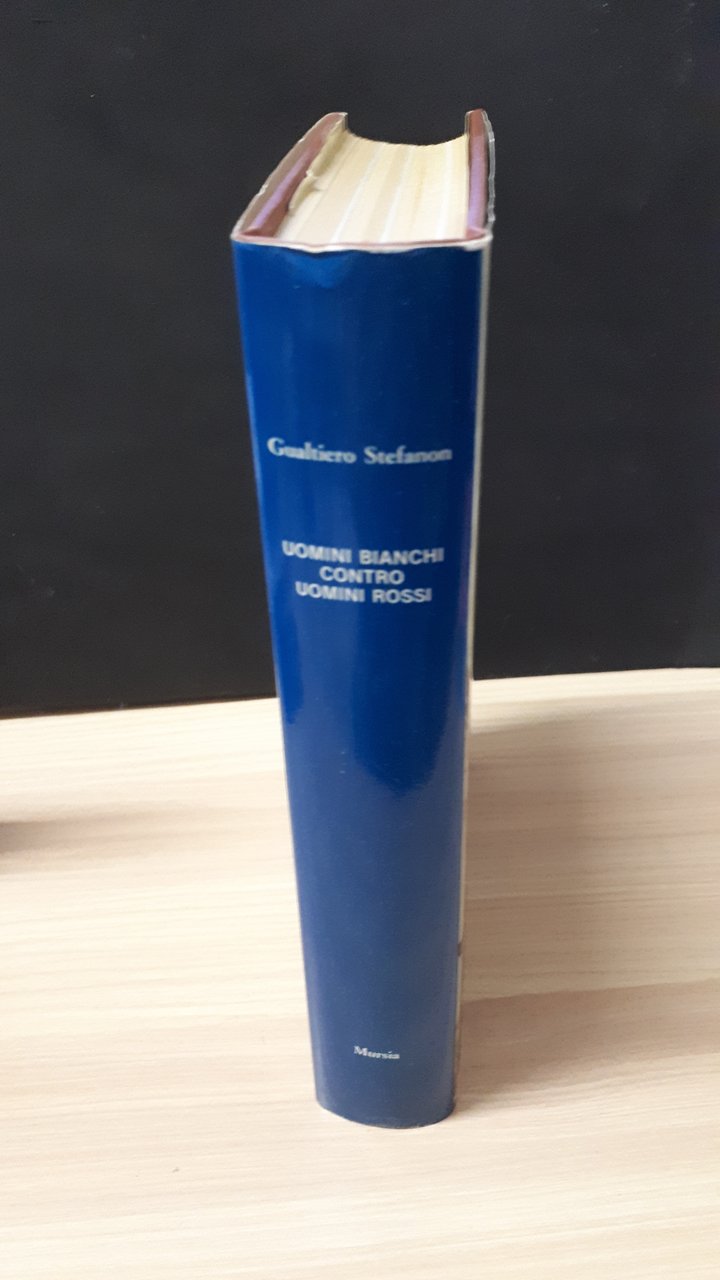 Gualtiero Stefanon
UOMINI BIANCHI
CONTRO
UOMINI ROSSI
Mursia